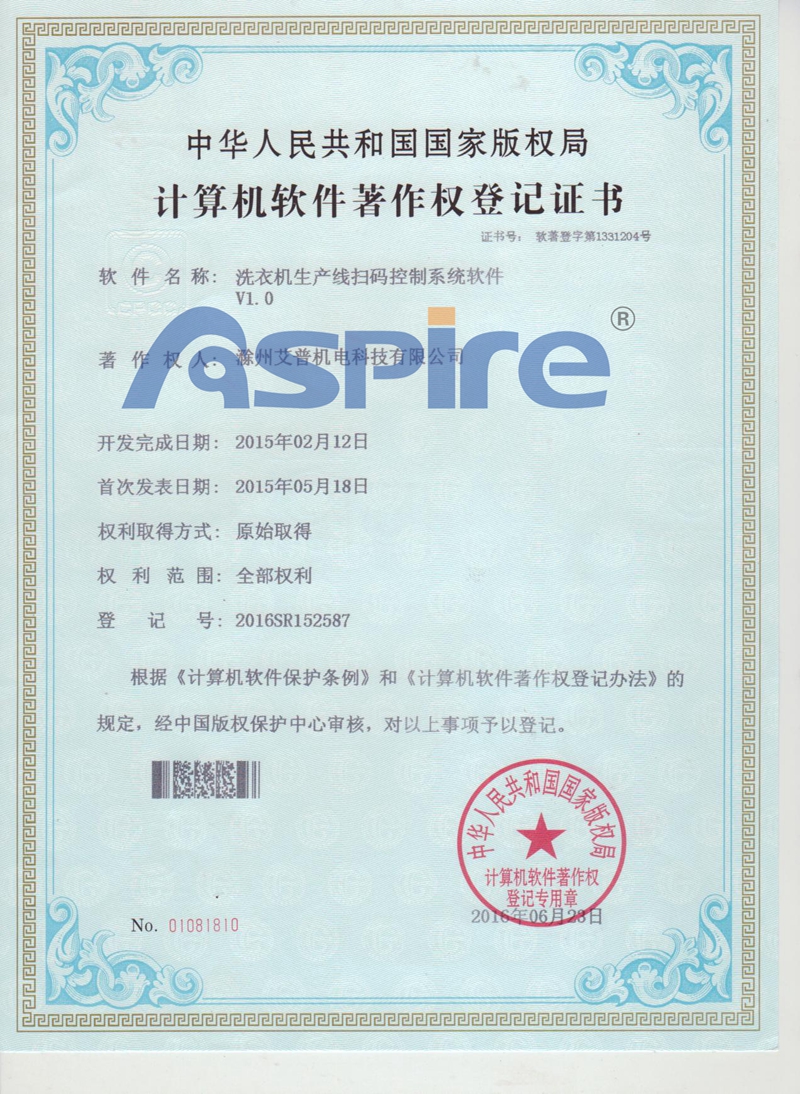 中华人民共和国国家版权局
计算机软件著作权登记证书
证书号： 软著登字第1331204号
软件名称： 洗衣机生产线扫码控制系统软件
V1.0
著作权人： 滁州艾普机电科技有限公司
Aspire ®
开发完成日期： 2015年02月12日
首次发表日期： 2015年05月18日
权利取得方式： 原始取得
权利范围： 全部权利
登记号： 2016SR152587
根据《计算机软件保护条例》和《计算机软件著作权登记办法》的
规定，经中国版权保护中心审核，对以上事项予以登记。
中华人民共和国国家版权局
计算机软件著作权
登记专用章
2016年06月23日
No. 01081810